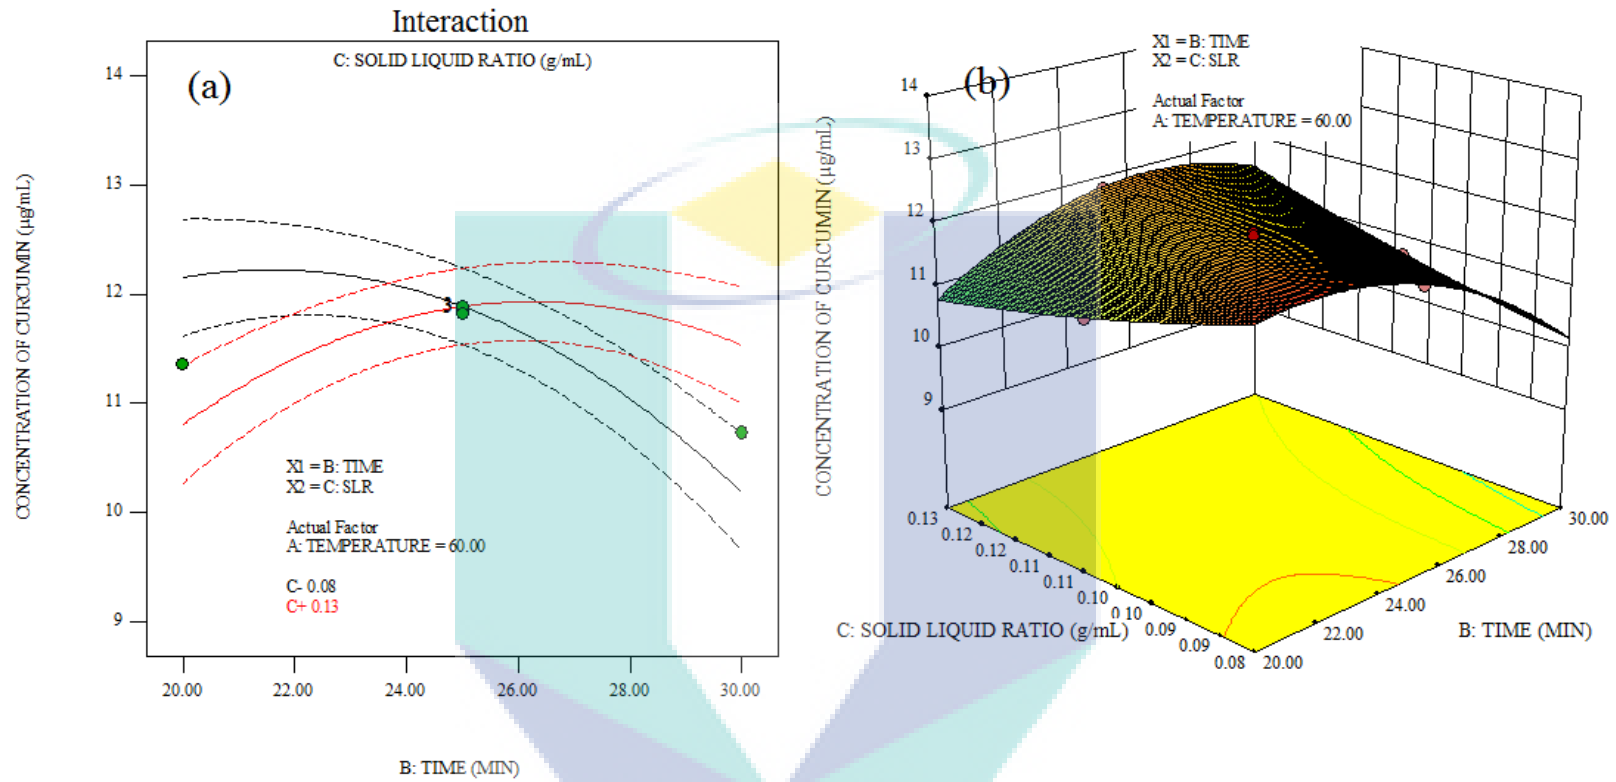 Interaction
C: SOLID LIQUID RATIO (g/mL)
(a)
14
13
12
11
10
9
CONCENTRATION OF CURCUMIN (µg/mL)
3
X1 = B: TIME
X2 = C: SLR
Actual Factor
A: TEMPERATURE = 60.00
C- 0.08
C+ 0.13
20.00
22.00
24.00
26.00
28.00
30.00
B: TIME (MIN)
(b)
X1 = B: TIME
X2 = C: SLR
Actual Factor
A: TEMPERATURE = 60.00
14
13
12
11
10
9
CONCENTRATION OF CURCUMIN (µg/mL)
0.13
0.12
0.12
0.11
0.11
0.10
0.10
0.09
0.09
0.08
C: SOLID LIQUID RATIO (g/mL)
20.00
22.00
24.00
26.00
28.00
30.00
B: TIME (MIN)